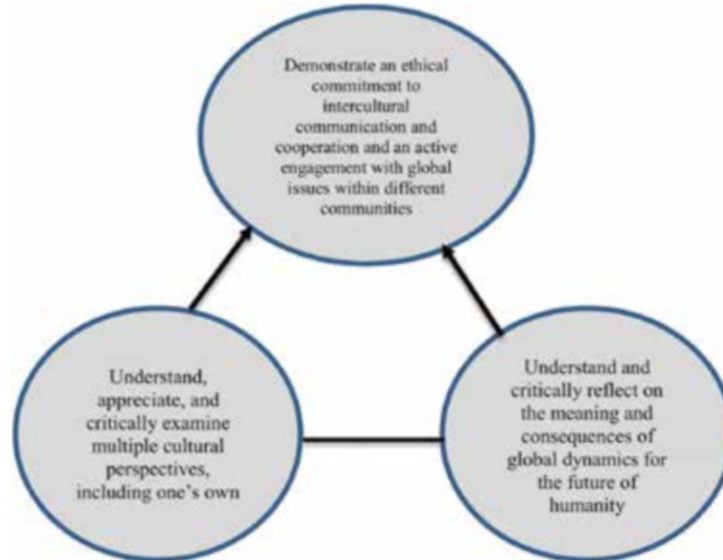 Demonstrate an ethical
commitment to
intercultural
communication and
cooperation and an active
engagement with global
issues within different
communities
Understand,
appreciate, and
critically examine
multiple cultural
perspectives,
including one's own
Understand and
critically reflect on
the meaning and
consequences of
global dynamics for
the future of
humanity